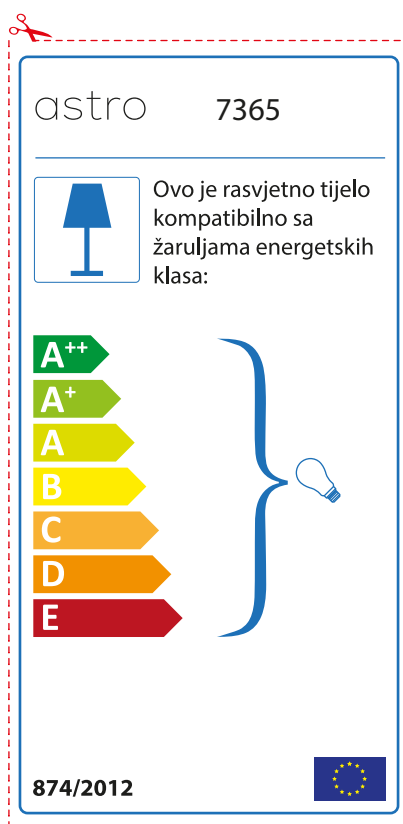 astro 7365
Ovo je rasvjetno tijelo
kompatibilno sa
žaruljama energetskih
klasa:
A++
A+
A
B
C
D
E
874/2012